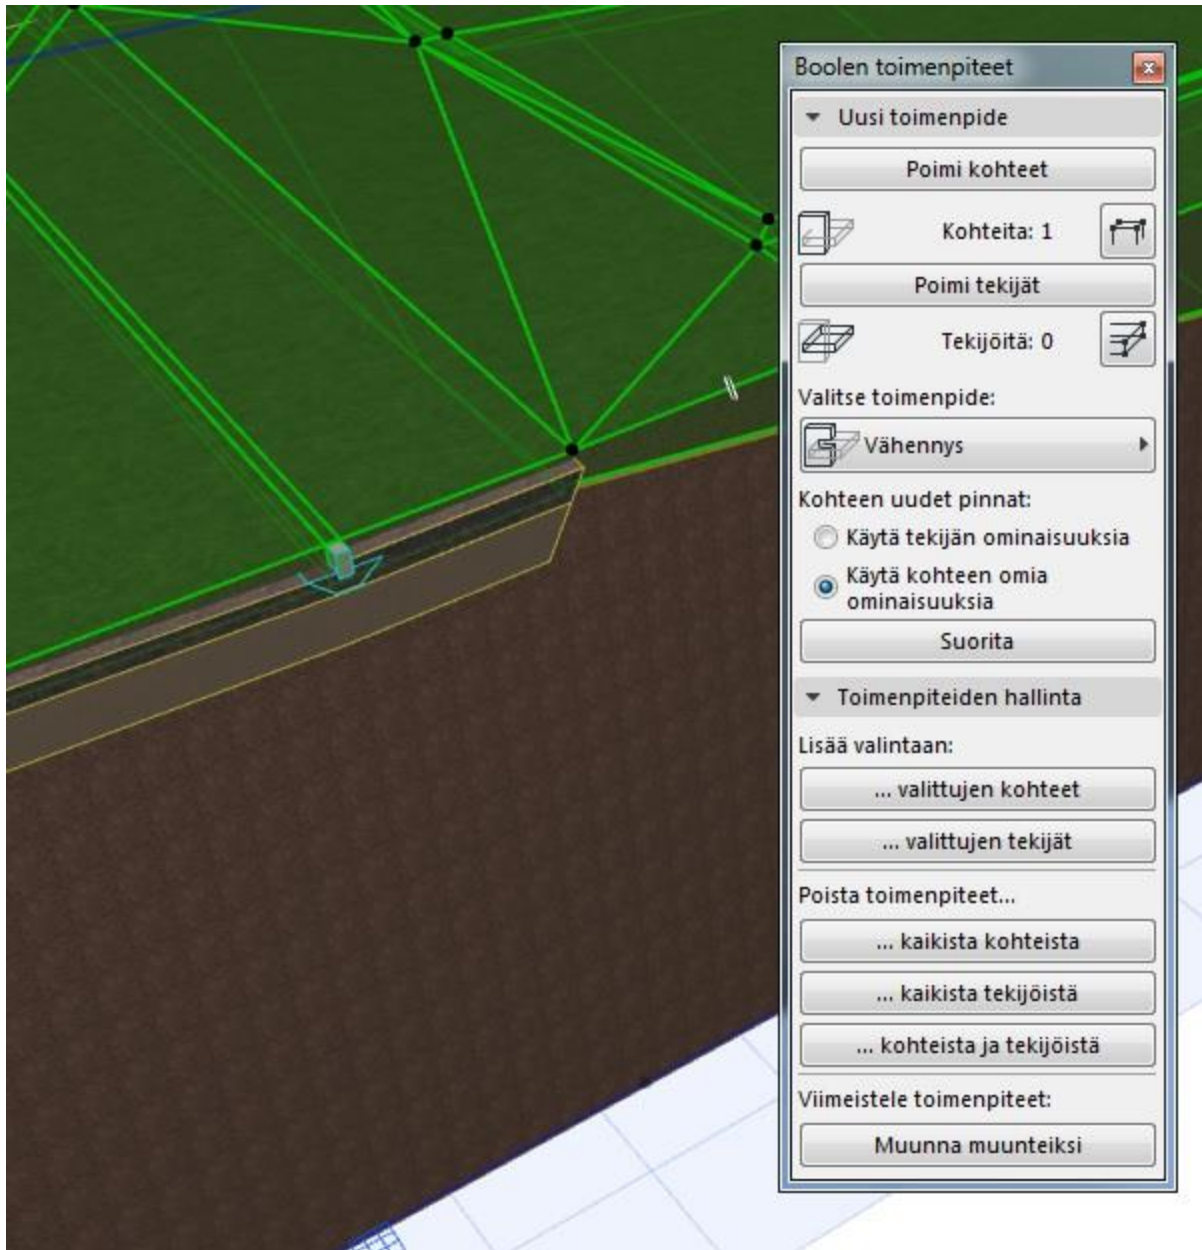 Boolen toimenpiteet
Uusi toimenpide
Poimi kohteet
Kohteita: 1
Poimi tekijät
Tekijöitä: 0
Valitse toimenpide:
Vähennys
Kohteen uudet pinnat:
Käytä tekijän ominaisuuksia
Käytä kohteen omia
ominaisuuksia
Suorita
Toimenpiteiden hallinta
Lisää valintaan:
... valittujen kohteet
... valittujen tekijät
Poista toimenpiteet...
... kaikista kohteista
... kaikista tekijöistä
... kohteista ja tekijöistä
Viimeistele toimenpiteet:
Muunna muunteiksi